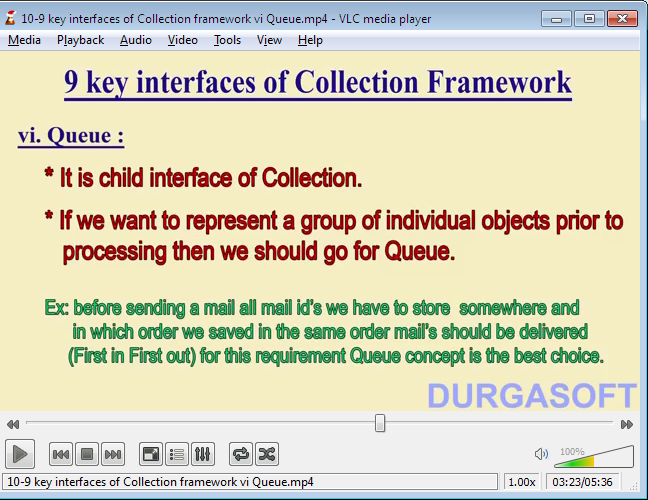 10-9 key interfaces of Collection framework vi Queue.mp4 - VLC media player
Media Playback Audio Video Tools View Help
9 key interfaces of Collection Framework
vi. Queue :
* It is child interface of Collection.
* If we want to represent a group of individual objects prior to
processing then we should go for Queue.
Ex: before sending a mail all mail id's we have to store somewhere and
in which order we saved in the same order mail's should be delivered
(First in First out) for this requirement Queue concept is the best choice.
DURGASOFT
100%
10-9 key interfaces of Collection framework vi Queue.mp4 1.00x 03:23/05:36